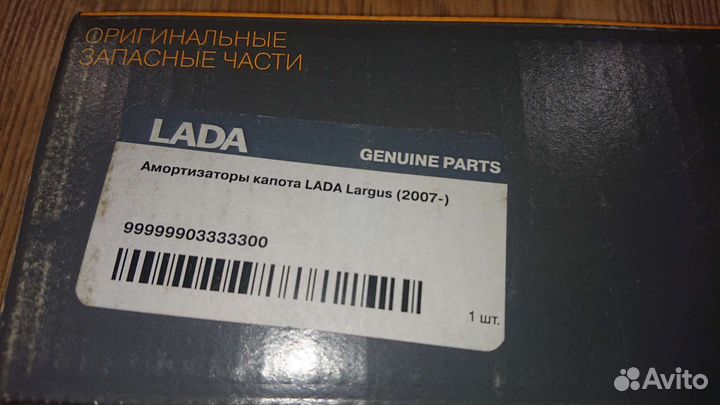 ОРИГИНАЛЬНЫЕ
ЗАПАСНЫЕ ЧАСТИ
LADA
GENUINE PARTS
Амортизаторы капота LADA Largus (2007-)
99999903333300
1 шт.
Avito